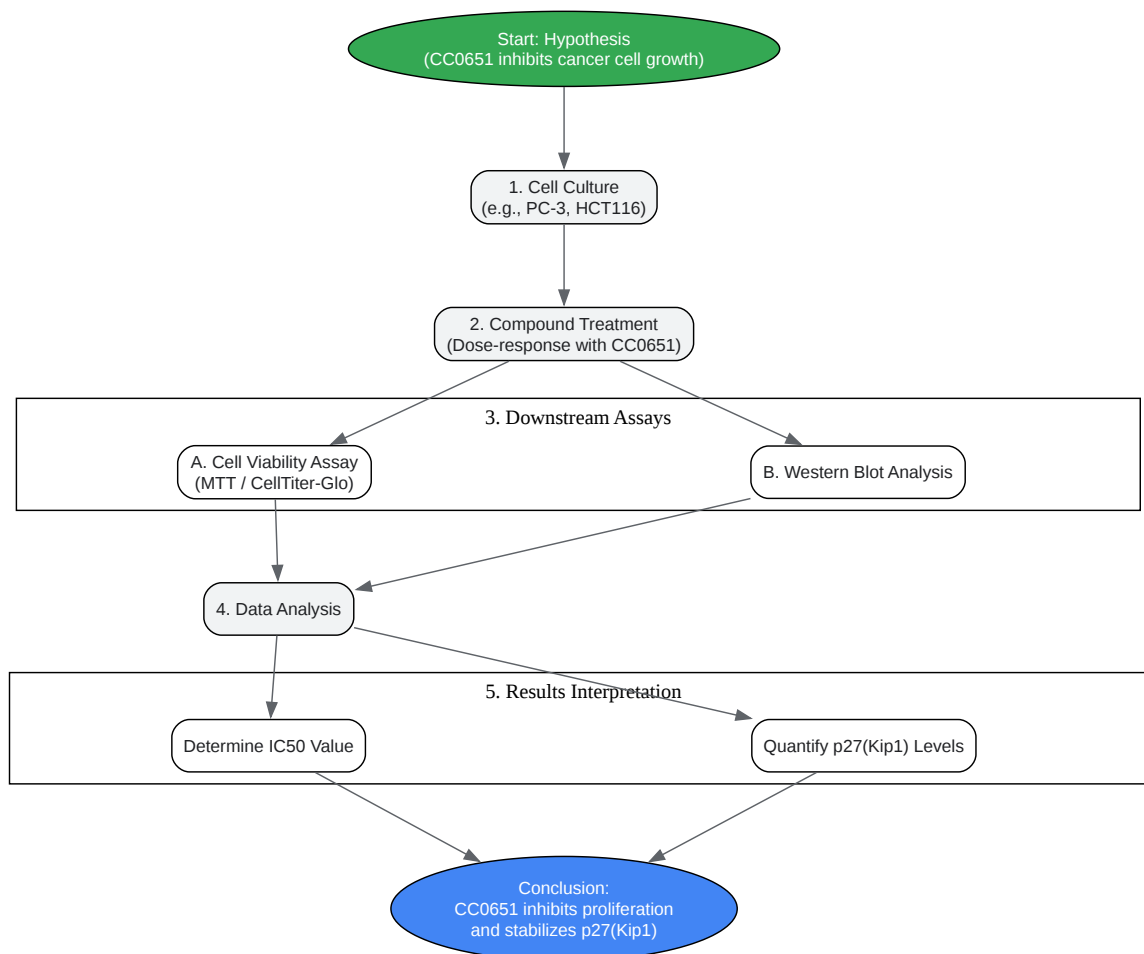 Start: Hypothesis
(CC0651 inhibits cancer cell growth)
1. Cell Culture
(e.g., PC-3, HCT116)
2. Compound Treatment
(Dose-response with CC0651)
3. Downstream Assays
A. Cell Viability Assay
(MTT / CellTiter-Glo)
B. Western Blot Analysis
4. Data Analysis
5. Results Interpretation
Determine IC50 Value
Quantify p27(Kip1) Levels
Conclusion:
CC0651 inhibits proliferation
and stabilizes p27(Kip1)